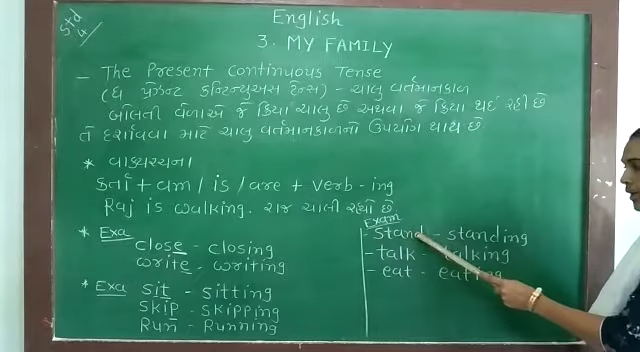 Std 4
English
3. MY FAMILY
- The Present Continuous Tense
(ધ પ્રેઝન્ટ કન્ટિન્યુઅસ ટેન્સ) - ચાલુ વર્તમાનકાળ
બોલતી વેળાએ જે ક્રિયા ચાલુ છે અથવા જે ક્રિયા થઇ રહી છે
તે દર્શાવવા માટે ચાલુ વર્તમાનકાળનો ઉપયોગ થાય છે.
* વાક્યરચના
કર્તા + am / is / are + verb - ing
Raj is walking. રાજ ચાલી રહ્યો છે.
* Exa
close - closing
write - writing
* Exa
sit - sitting
skip - skipping
Run - Running
Exam
- Stand - standing
- talk - talking
- eat - eating